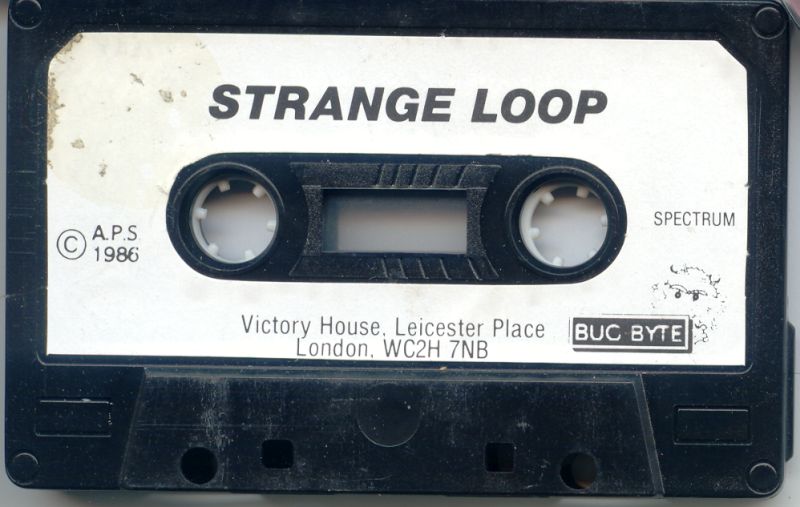 STRANGE LOOP
© A.P.S
1986
SPECTRUM
Victory House, Leicester Place
London, WC2H 7NB
BUG-BYTE